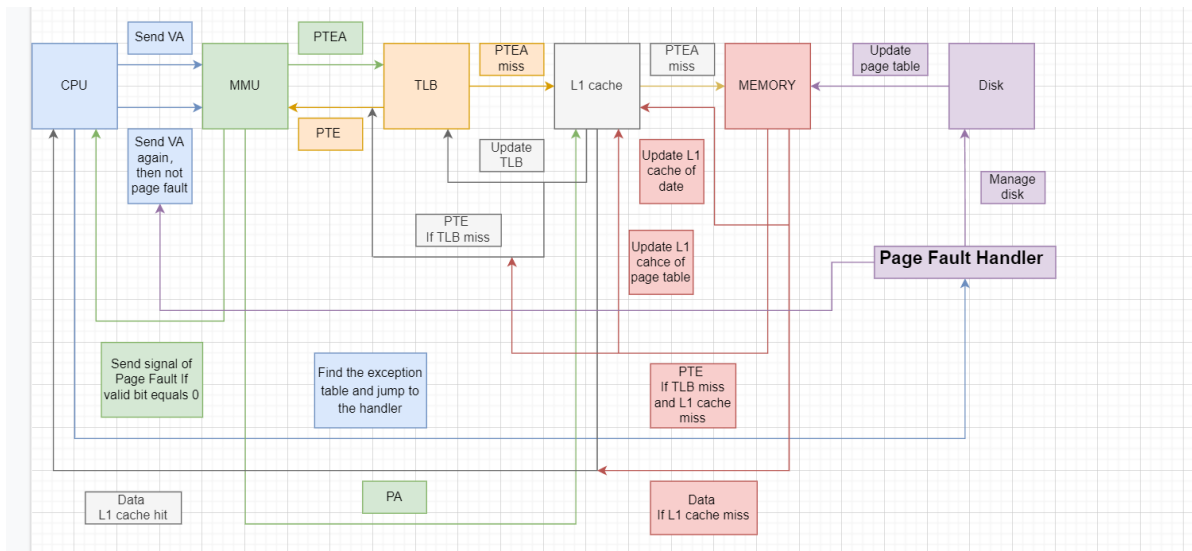 Send VA
PTEA
PTEA
miss
PTEA
miss
Update
page table
CPU
MMU
TLB
L1 cache
MEMORY
Disk
Send VA
again,
then not
page fault
PTE
Update
TLB
Update L1
cache of
date
Manage
disk
PTE
If TLB miss
Update L1
cahce of
page table
Page Fault Handler
Send signal of
Page Fault If
valid bit equals 0
Find the exception
table and jump to
the handler
PTE
If TLB miss
and L1 cache
miss
Data
L1 cache hit
PA
Data
If L1 cache miss